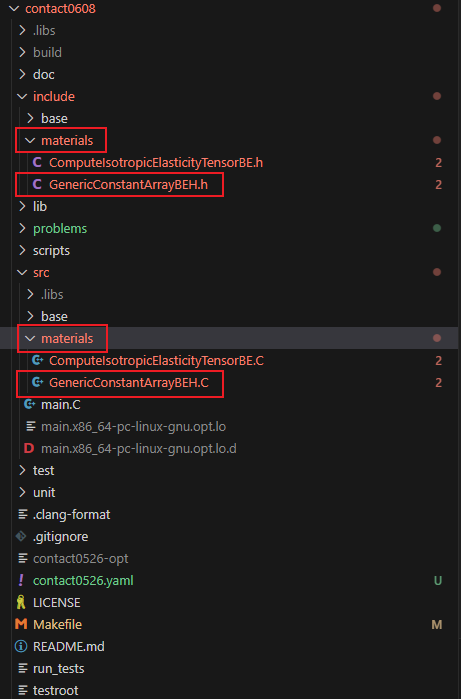 contact0608
.libs
build
doc
include
base
materials
C ComputeIsotropicElasticityTensorBE.h 2
C GenericConstantArrayBEH.h 2
lib
problems
scripts
src
.libs
base
materials
C+ ComputeIsotropicElasticityTensorBE.C 2
C+ GenericConstantArrayBEH.C 2
C+ main.C
main.x86_64-pc-linux-gnu.opt.lo
D main.x86_64-pc-linux-gnu.opt.lo.d
test
unit
.clang-format
.gitignore
contact0526-opt
! contact0526.yaml U
LICENSE
M Makefile M
README.md
run_tests
testroot